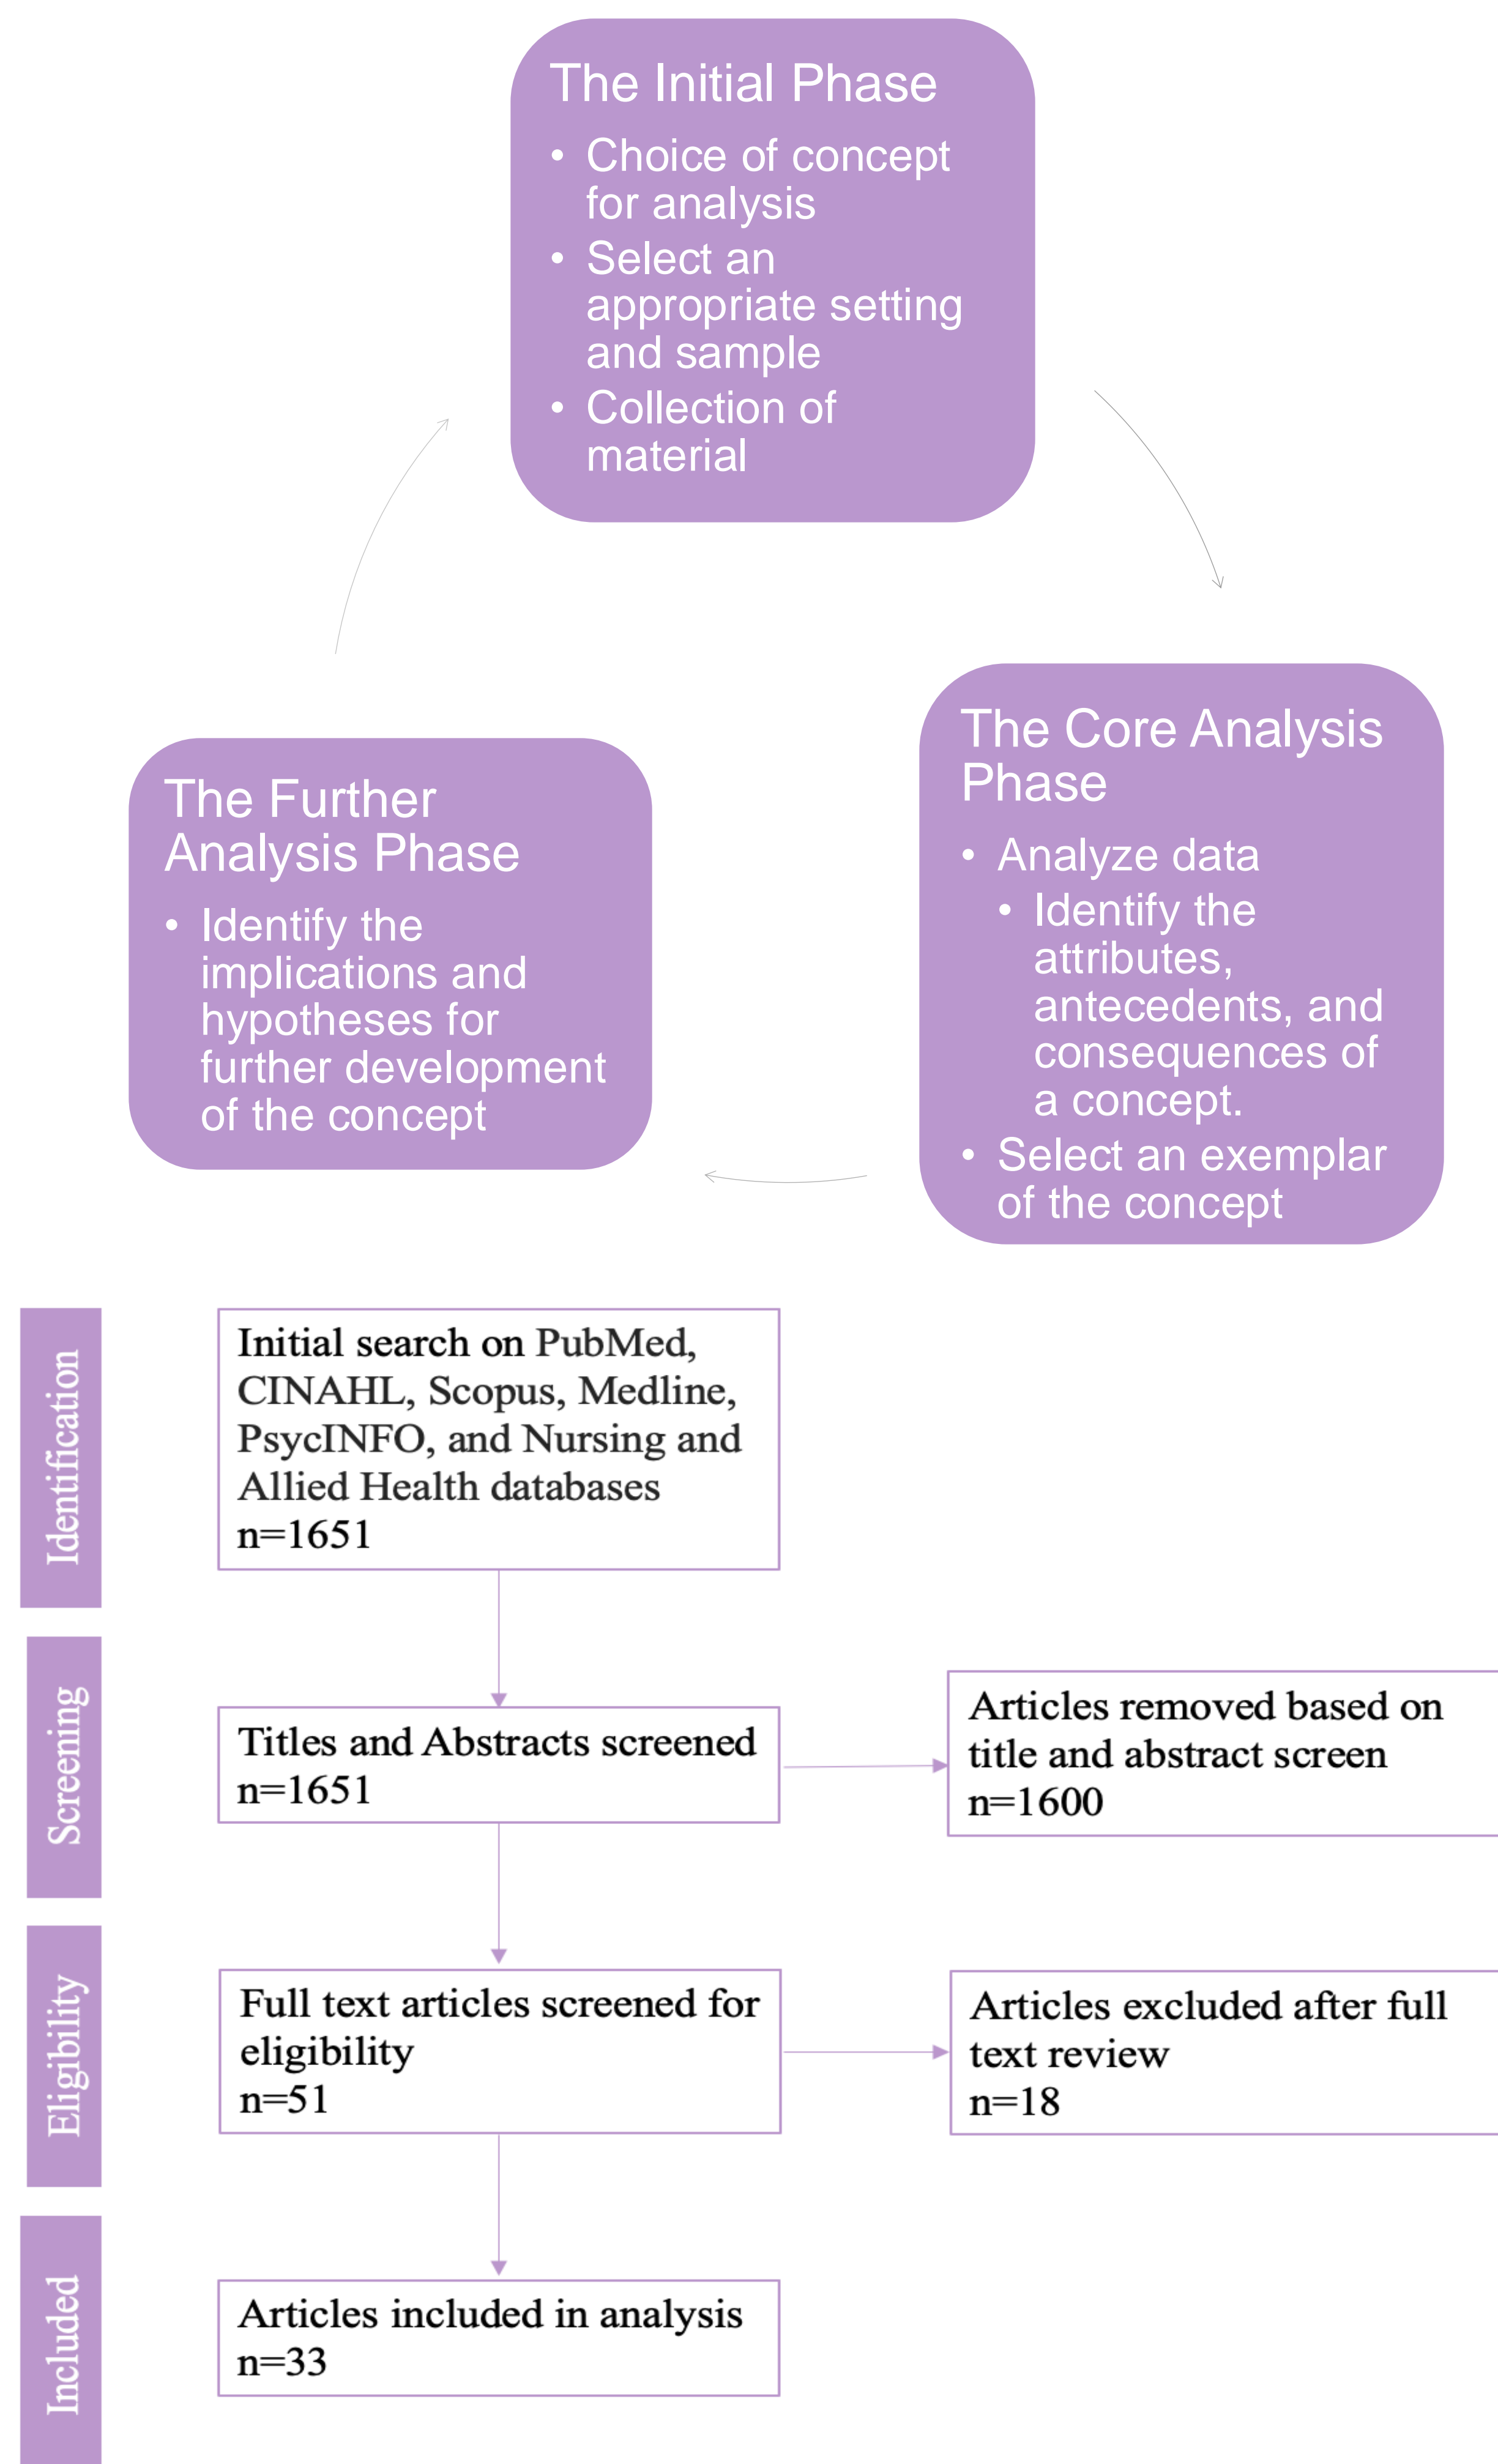 The Initial Phase
• Choice of concept
for analysis
• Select an
appropriate setting
and sample
• Collection of
material
The Core Analysis
Phase
• Analyze data
• Identify the
attributes,
antecedents, and
consequences of
a concept.
• Select an exemplar
of the concept
The Further
Analysis Phase
• Identify the
implications and
hypotheses for
further development
of the concept
Identification
Initial search on PubMed,
CINAHL, Scopus, Medline,
PsycINFO, and Nursing and
Allied Health databases
n=1651
Screening
Titles and Abstracts screened
n=1651
Articles removed based on
title and abstract screen
n=1600
Eligibility
Full text articles screened for
eligibility
n=51
Articles excluded after full
text review
n=18
Included
Articles included in analysis
n=33